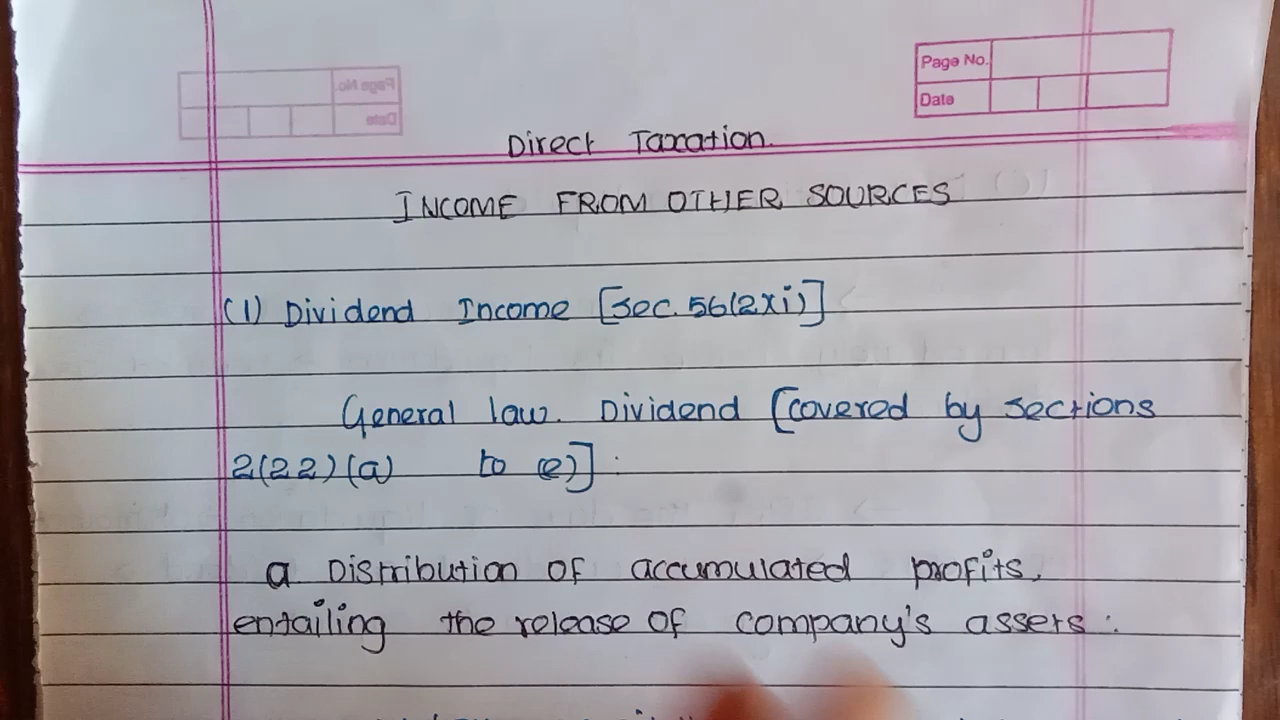 Page No.
Date
Direct Taxation.
INCOME FROM OTHER SOURCES
(1) Dividend Income [Sec. 56(2)(i)]
General law. Dividend [covered by sections
2(22)(a) to (e)] :
a Distribution of accumulated profits,
entailing the release of company's assets :